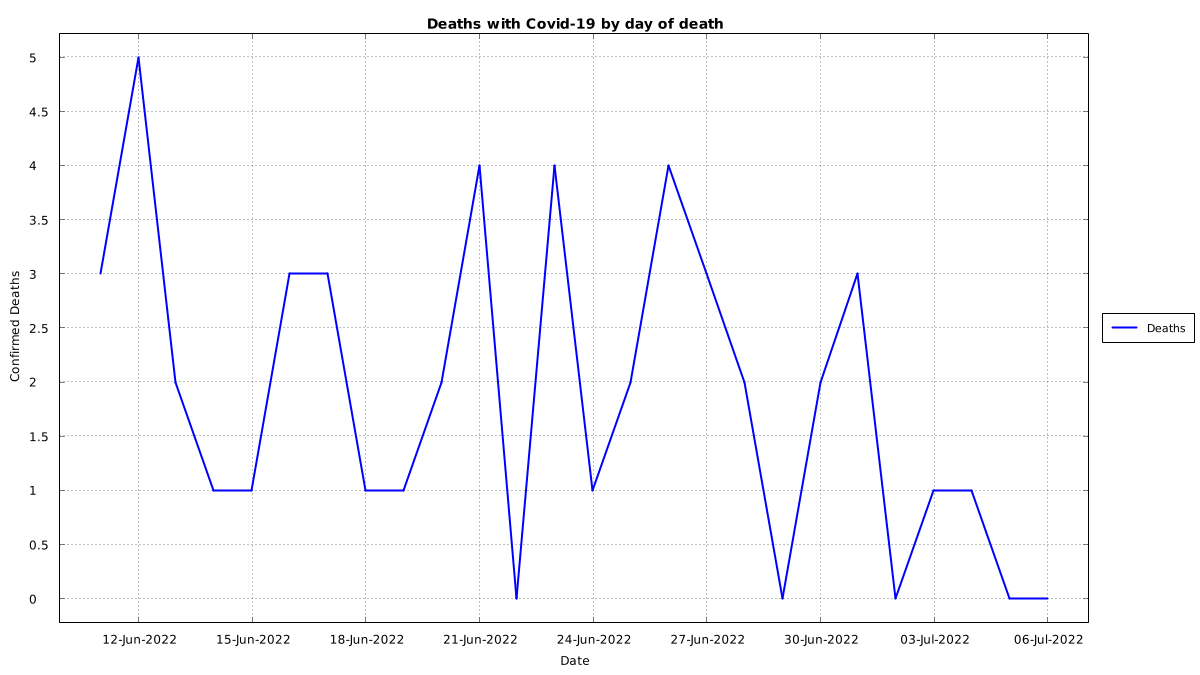 Deaths with Covid-19 by day of death
5
4.5
4
3.5
3
2.5
2
1.5
1
0.5
0
Confirmed Deaths
12-Jun-2022
15-Jun-2022
18-Jun-2022
21-Jun-2022
24-Jun-2022
27-Jun-2022
30-Jun-2022
03-Jul-2022
06-Jul-2022
Date
Deaths